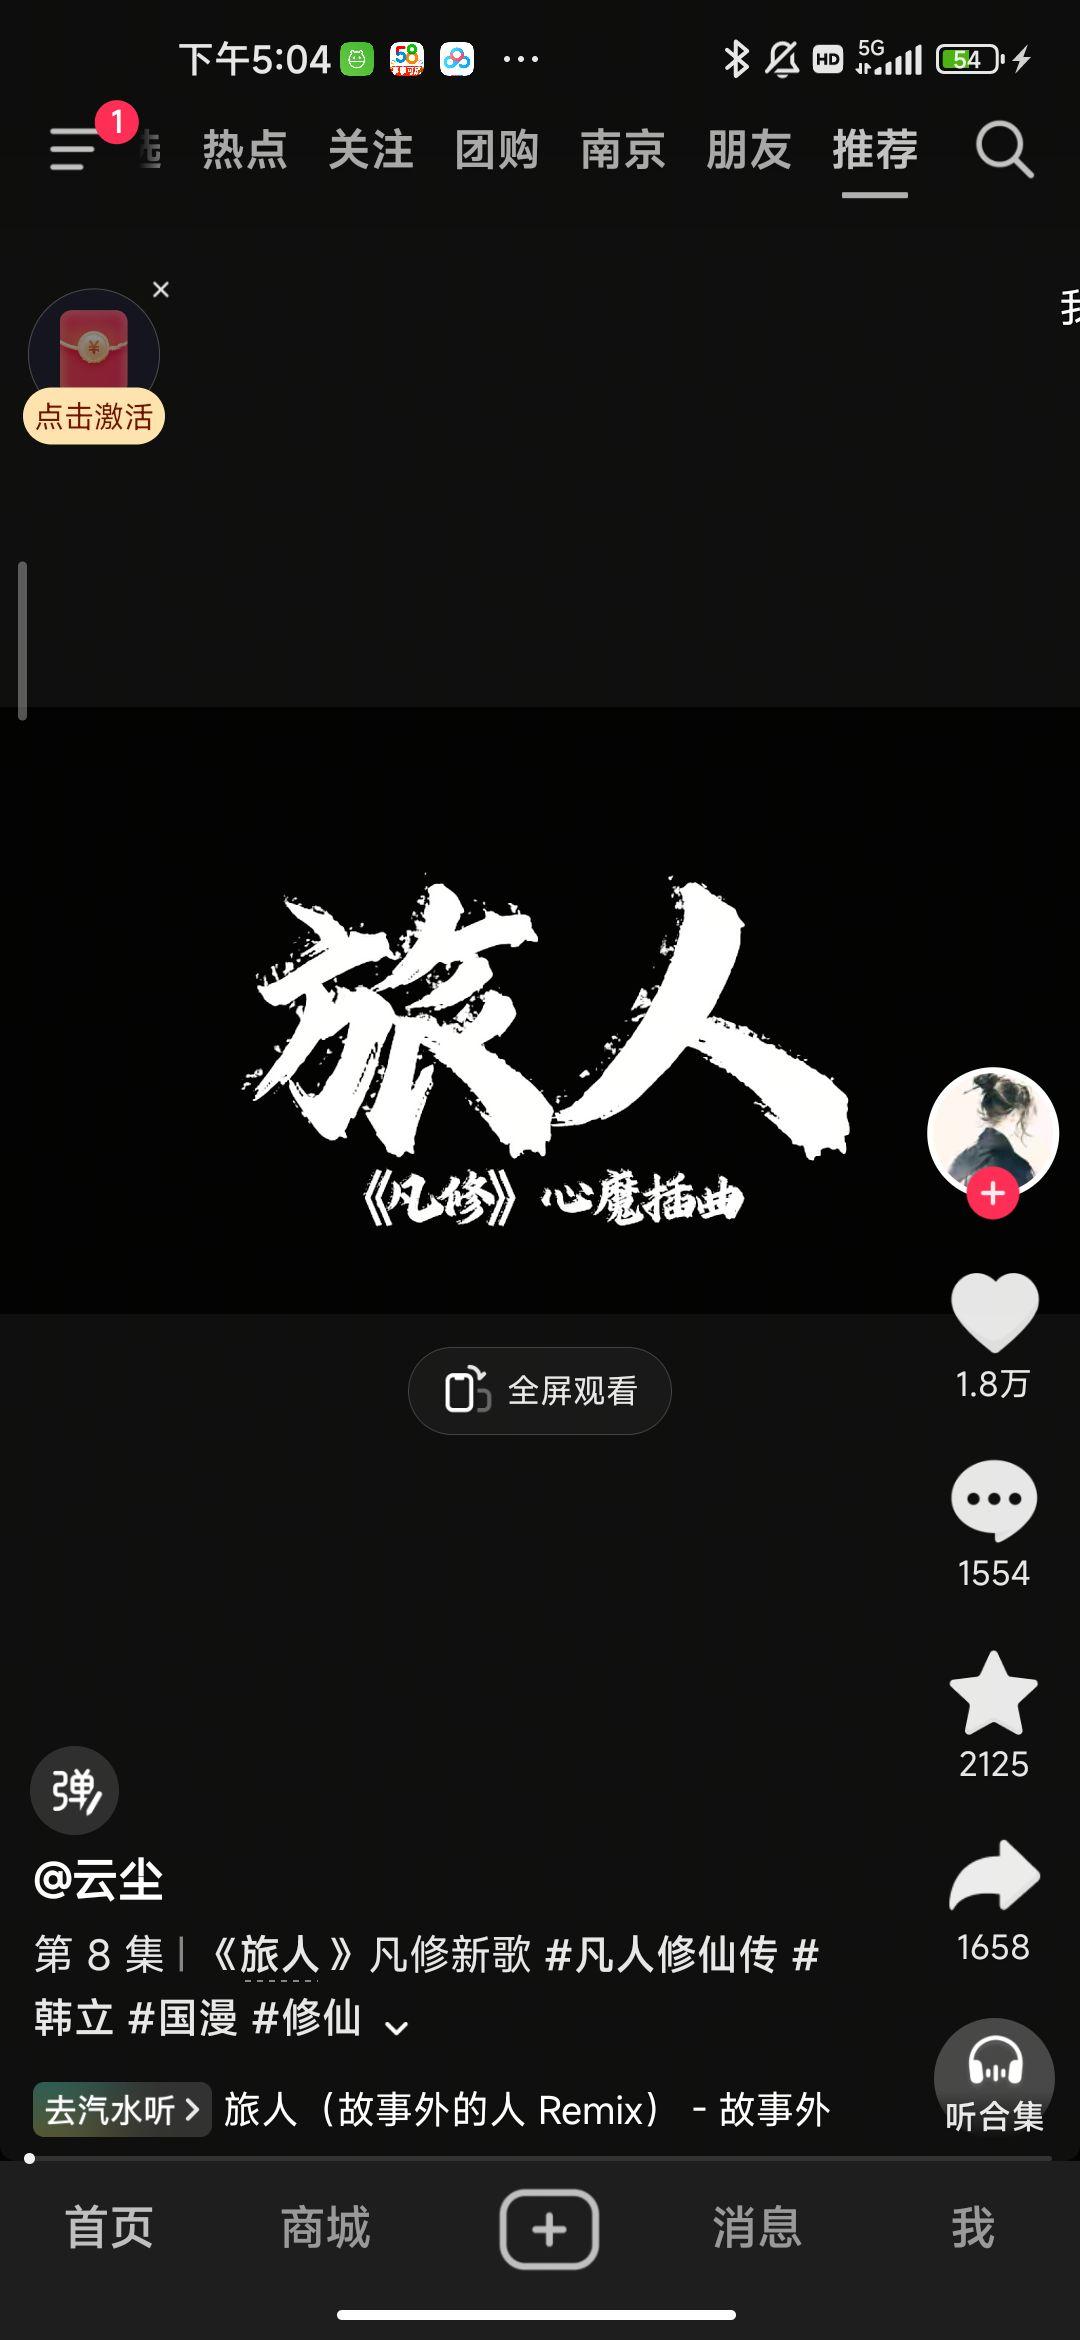 下午5:04
58
HD
5G
54
1
热点 关注 团购 南京 朋友 推荐
点击激活
旅人
《凡修》心魔插曲
全屏观看
1.8万
1554
2125
1658
弹
@云尘
第 8 集 | 《旅人》凡修新歌 #凡人修仙传 #
韩立 #国漫 #修仙
去汽水听 旅人（故事外的人 Remix） - 故事外
听合集
首页 商城 消息 我